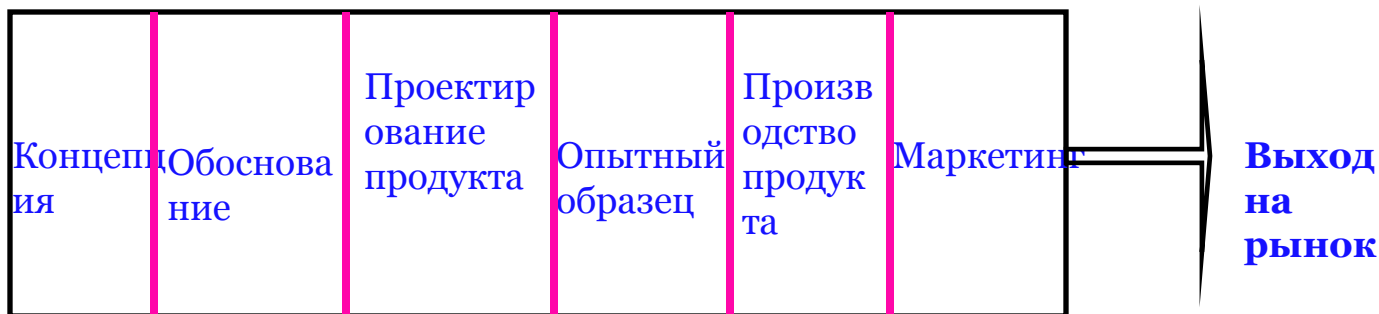 Концепц
ия
Обоснова
ние
Проектир
ование
продукта
Опытный
образец
Произв
одство
продук
та
Маркетинг
Выход
на
рынок